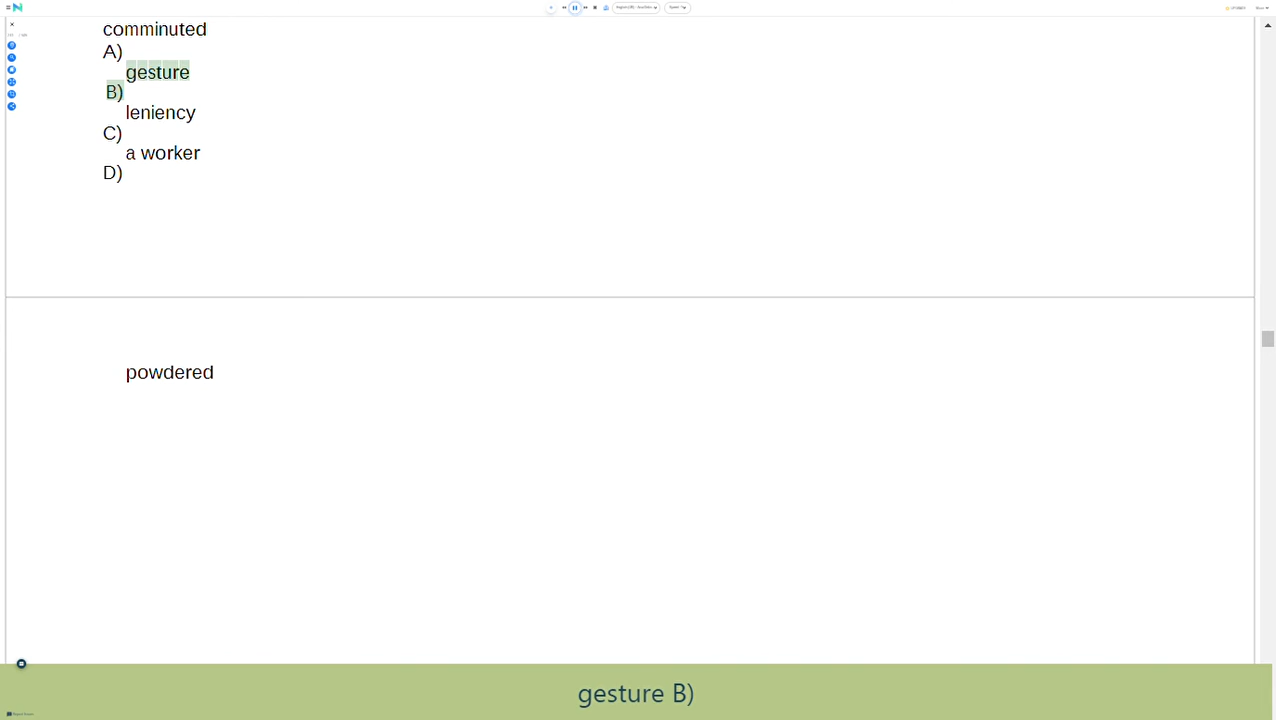 comminuted
A)
gesture
B)
leniency
C)
a worker
D)
powdered
gesture B)